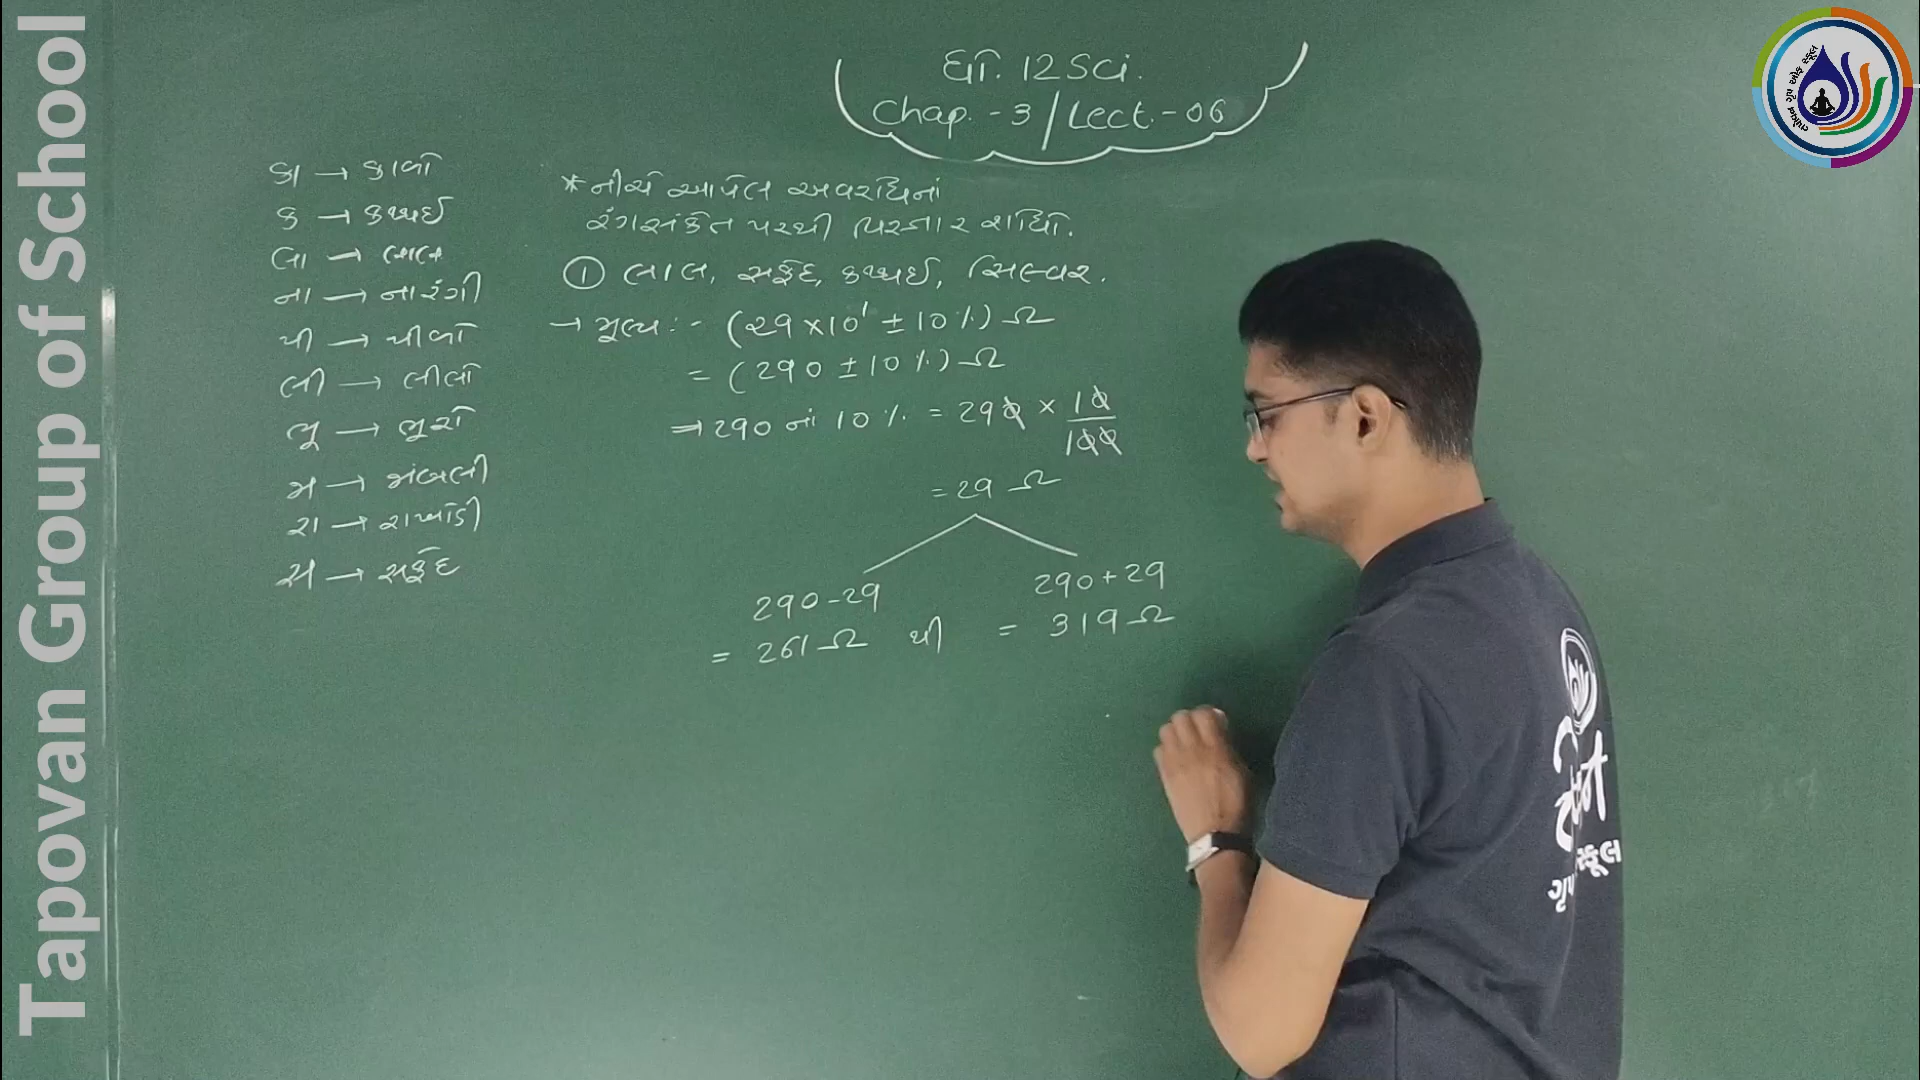 Tapovan Group of School
ધો. 12 Sci.
Chap. - 3 / Lect. - 06
કા → કાળો
ક → કથ્થઈ
લા → લાલ
ના → નારંગી
પી → પીળો
લી → લીલો
ભૂ → ભૂરો
જાં → જાંબલી
રા → રાખોડી
સ → સફેદ
* નીચે આપેલ અવરોધનાં
રંગસંકેત પરથી
① લાલ, સફેદ, કથ્થઈ, સિલ્વર.
→ મૂલ્ય :- (29 × 10¹ ± 10 %) Ω
= (290 ± 10 %) Ω
⇒ 290 નાં 10 % = 290 × 10/100
= 29 Ω
290 - 29
= 261 Ω થી
290 + 29
= 319 Ω